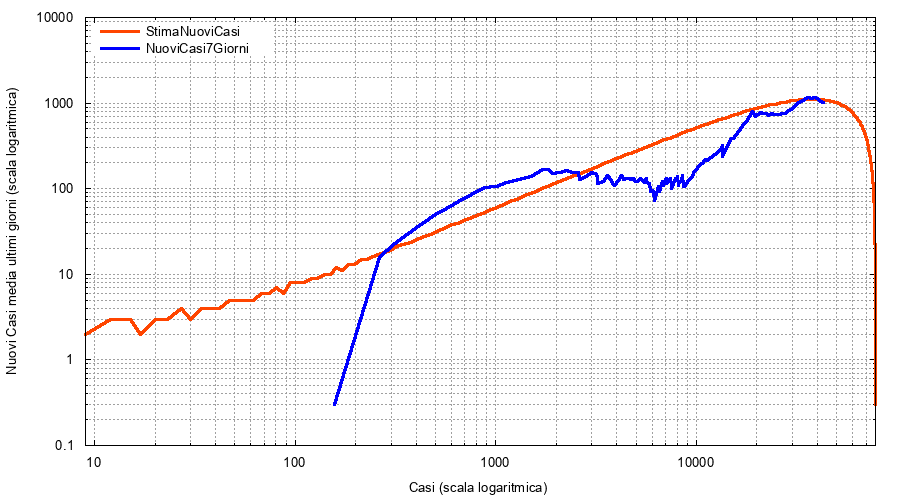 10000
1000
100
10
1
0.1
StimaNuoviCasi
NuoviCasi7Giorni
Nuovi Casi media ultimi giorni (scala logaritmica)
10 100 1000 10000
Casi (scala logaritmica)